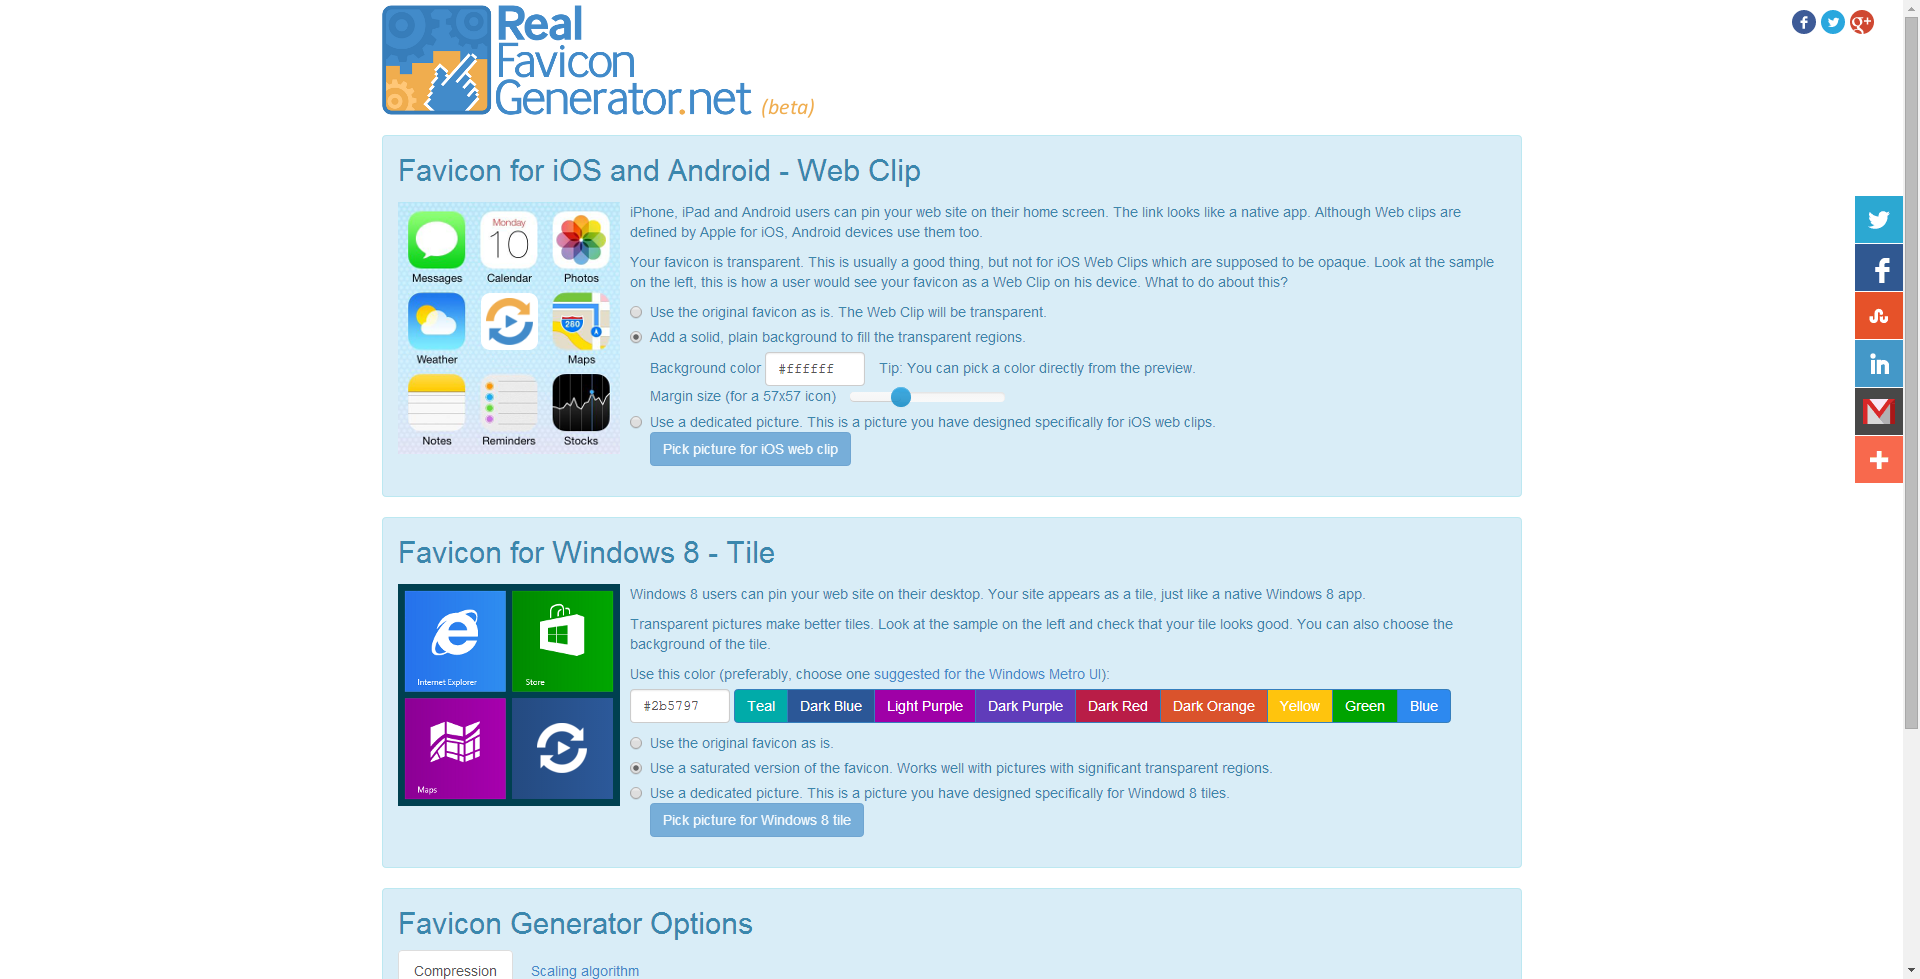 Real
Favicon
Generator.net (beta)
Favicon for iOS and Android - Web Clip
Monday
10
Messages Calendar Photos
280
Weather Maps
Notes Reminders Stocks
iPhone, iPad and Android users can pin your web site on their home screen. The link looks like a native app. Although Web clips are
defined by Apple for iOS, Android devices use them too.
Your favicon is transparent. This is usually a good thing, but not for iOS Web Clips which are supposed to be opaque. Look at the sample
on the left, this is how a user would see your favicon as a Web Clip on his device. What to do about this?
Use the original favicon as is. The Web Clip will be transparent.
Add a solid, plain background to fill the transparent regions.
Background color #ffffff Tip: You can pick a color directly from the preview.
Margin size (for a 57x57 icon)
Use a dedicated picture. This is a picture you have designed specifically for iOS web clips.
Pick picture for iOS web clip
Favicon for Windows 8 - Tile
Internet Explorer Store
Maps
Windows 8 users can pin your web site on their desktop. Your site appears as a tile, just like a native Windows 8 app.
Transparent pictures make better tiles. Look at the sample on the left and check that your tile looks good. You can also choose the
background of the tile.
Use this color (preferably, choose one suggested for the Windows Metro UI):
#2b5797 Teal Dark Blue Light Purple Dark Purple Dark Red Dark Orange Yellow Green Blue
Use the original favicon as is.
Use a saturated version of the favicon. Works well with pictures with significant transparent regions.
Use a dedicated picture. This is a picture you have designed specifically for Windowd 8 tiles.
Pick picture for Windows 8 tile
Favicon Generator Options
Compression Scaling algorithm